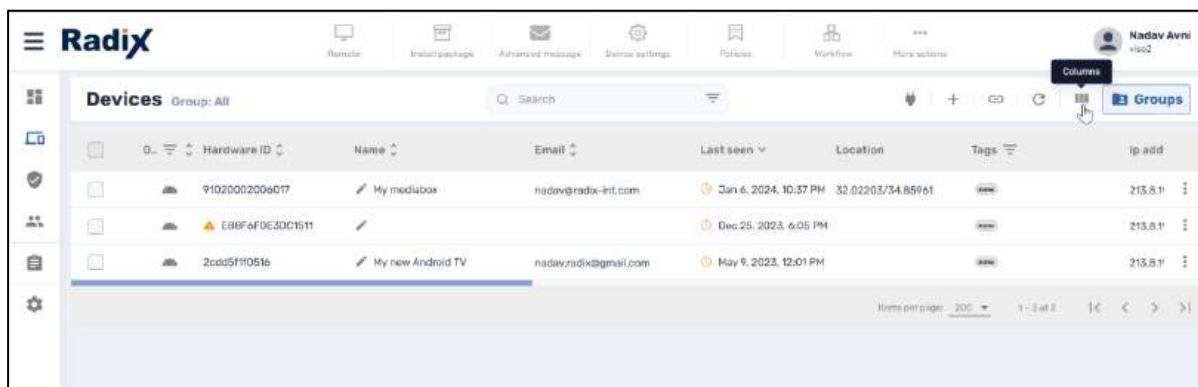 Radix
Remote Install package Advanced message Device settings Policies Workflow More actions
Nadav Avni
viso2
Columns
Devices Group: All
Search
Groups
O.. Hardware ID Name Email Last seen Location Tags Ip add
91020002006017 My mediabox nadav@radix-int.com Jan 6, 2024, 10:37 PM 32.02203/34.85961 new 213.8.1
E88F6F0E3DC1511 Dec 25, 2023, 6:05 PM new 213.8.1
2cdd5f1f0516 My new Android TV nadav.radix@gmail.com May 9, 2023, 12:01 PM new 213.8.1
Items per page: 200 1 - 3 of 3